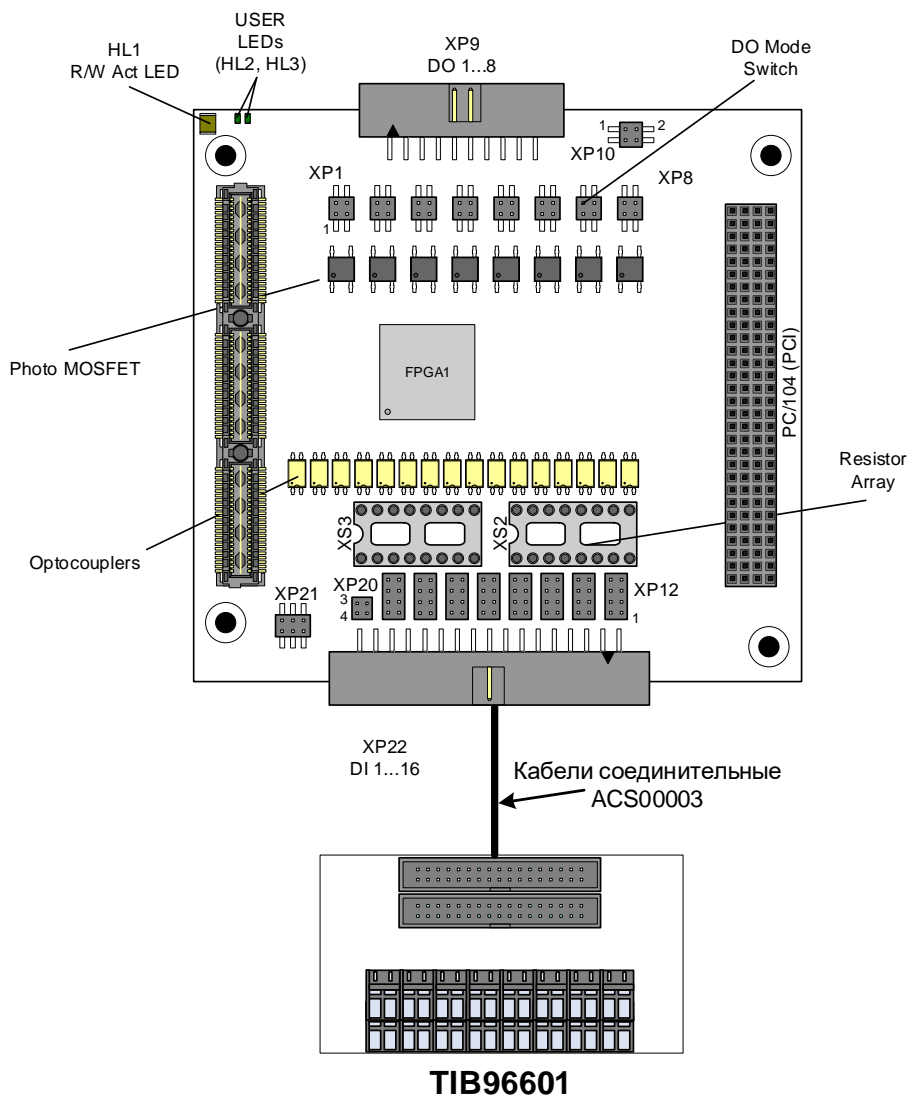 USER
LEDs
(HL2, HL3)
HL1
R/W Act LED
XP9
DO 1...8
DO Mode
Switch
1
2
XP10
XP1
XP8
1
Photo MOSFET
FPGA1
PC/104 (PCI)
Resistor
Array
XS3
XS2
Optocouplers
XP21
XP20
3
4
XP12
1
XP22
DI 1...16
Кабели соединительные
ACS00003
TIB96601